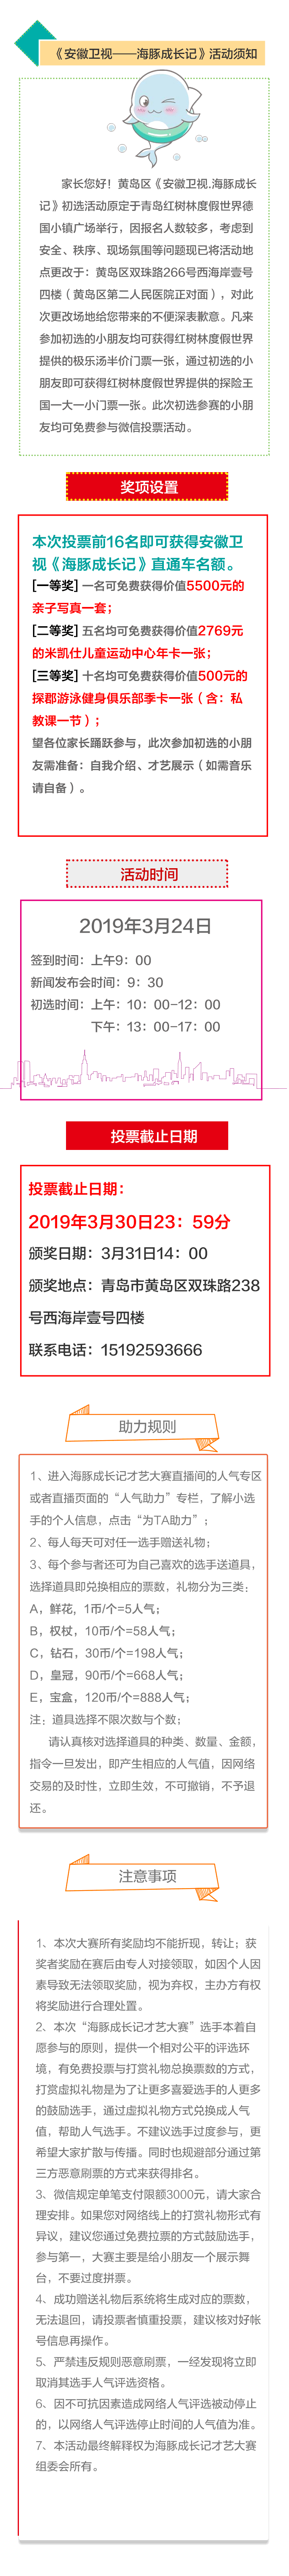 《安徽卫视——海豚成长记》活动须知
家长您好！黄岛区《安徽卫视.海豚成长
记》初选活动原定于青岛红树林度假世界德
国小镇广场举行，因报名人数较多，考虑到
安全、秩序、现场氛围等问题现已将活动地
点更改于：黄岛区双珠路266号西海岸壹号
四楼（黄岛区第二人民医院正对面），对此
次更改场地给您带来的不便深表歉意。凡来
参加初选的小朋友均可获得红树林度假世界
提供的极乐汤半价门票一张，通过初选的小
朋友即可获得红树林度假世界提供的探险王
国一大一小门票一张。此次初选参赛的小朋
友均可免费参与微信投票活动。
奖项设置
本次投票前16名即可获得安徽卫
视《海豚成长记》直通车名额。
[一等奖] 一名可免费获得价值5500元的
亲子写真一套；
[二等奖] 五名均可免费获得价值2769元
的米凯仕儿童运动中心年卡一张；
[三等奖] 十名均可免费获得价值500元的
探郡游泳健身俱乐部季卡一张（含：私
教课一节）；
望各位家长踊跃参与，此次参加初选的小朋
友需准备：自我介绍、才艺展示（如需音乐
请自备）。
活动时间
2019年3月24日
签到时间：上午9：00
新闻发布会时间：9：30
初选时间：上午：10：00-12：00
下午：13：00-17：00
投票截止日期
投票截止日期：
2019年3月30日23：59分
颁奖日期：3月31日14：00
颁奖地点：青岛市黄岛区双珠路238
号西海岸壹号四楼
联系电话：15192593666
助力规则
1、进入海豚成长记才艺大赛直播间的人气专区
或者直播页面的“人气助力”专栏，了解小选
手的个人信息，点击“为TA助力”；
2、每人每天可对任一选手赠送礼物；
3、每个参与者还可为自己喜欢的选手送道具，
选择道具即兑换相应的票数，礼物分为三类：
A，鲜花，1币/个=5人气；
B，权杖，10币/个=58人气；
C，钻石，30币/个=198人气；
D，皇冠，90币/个=668人气；
E，宝盒，120币/个=888人气；
注：道具选择不限次数与个数；
请认真核对选择道具的种类、数量、金额，
指令一旦发出，即产生相应的人气值，因网络
交易的及时性，立即生效，不可撤销，不予退
还。
注意事项
1、本次大赛所有奖励均不能折现，转让；获
奖者奖励在赛后由专人对接领取，如因个人因
素导致无法领取奖励，视为弃权，主办方有权
将奖励进行合理处置。
2、本次“海豚成长记才艺大赛”选手本着自
愿参与的原则，提供一个相对公平的评选环
境，有免费投票与打赏礼物总换票数的方式，
打赏虚拟礼物是为了让更多喜爱选手的人更多
的鼓励选手，通过虚拟礼物方式兑换成人气
值，帮助人气选手。不建议选手过度参与，更
希望大家扩散与传播。同时也规避部分通过第
三方恶意刷票的方式来获得排名。
3、微信规定单笔支付限额3000元，请大家合
理安排。如果您对网络线上的打赏礼物形式有
异议，建议您通过免费拉票的方式鼓励选手，
参与第一，大赛主要是给小朋友一个展示舞
台，不要过度拼票。
4、成功赠送礼物后系统将生成对应的票数，
无法退回，请投票者慎重投票，建议核对好帐
号信息再操作。
5、严禁违反规则恶意刷票，一经发现将立即
取消其选手人气评选资格。
6、因不可抗因素造成网络人气评选被动停止
的，以网络人气评选停止时间的人气值为准。
7、本活动最终解释权为海豚成长记才艺大赛
组委会所有。